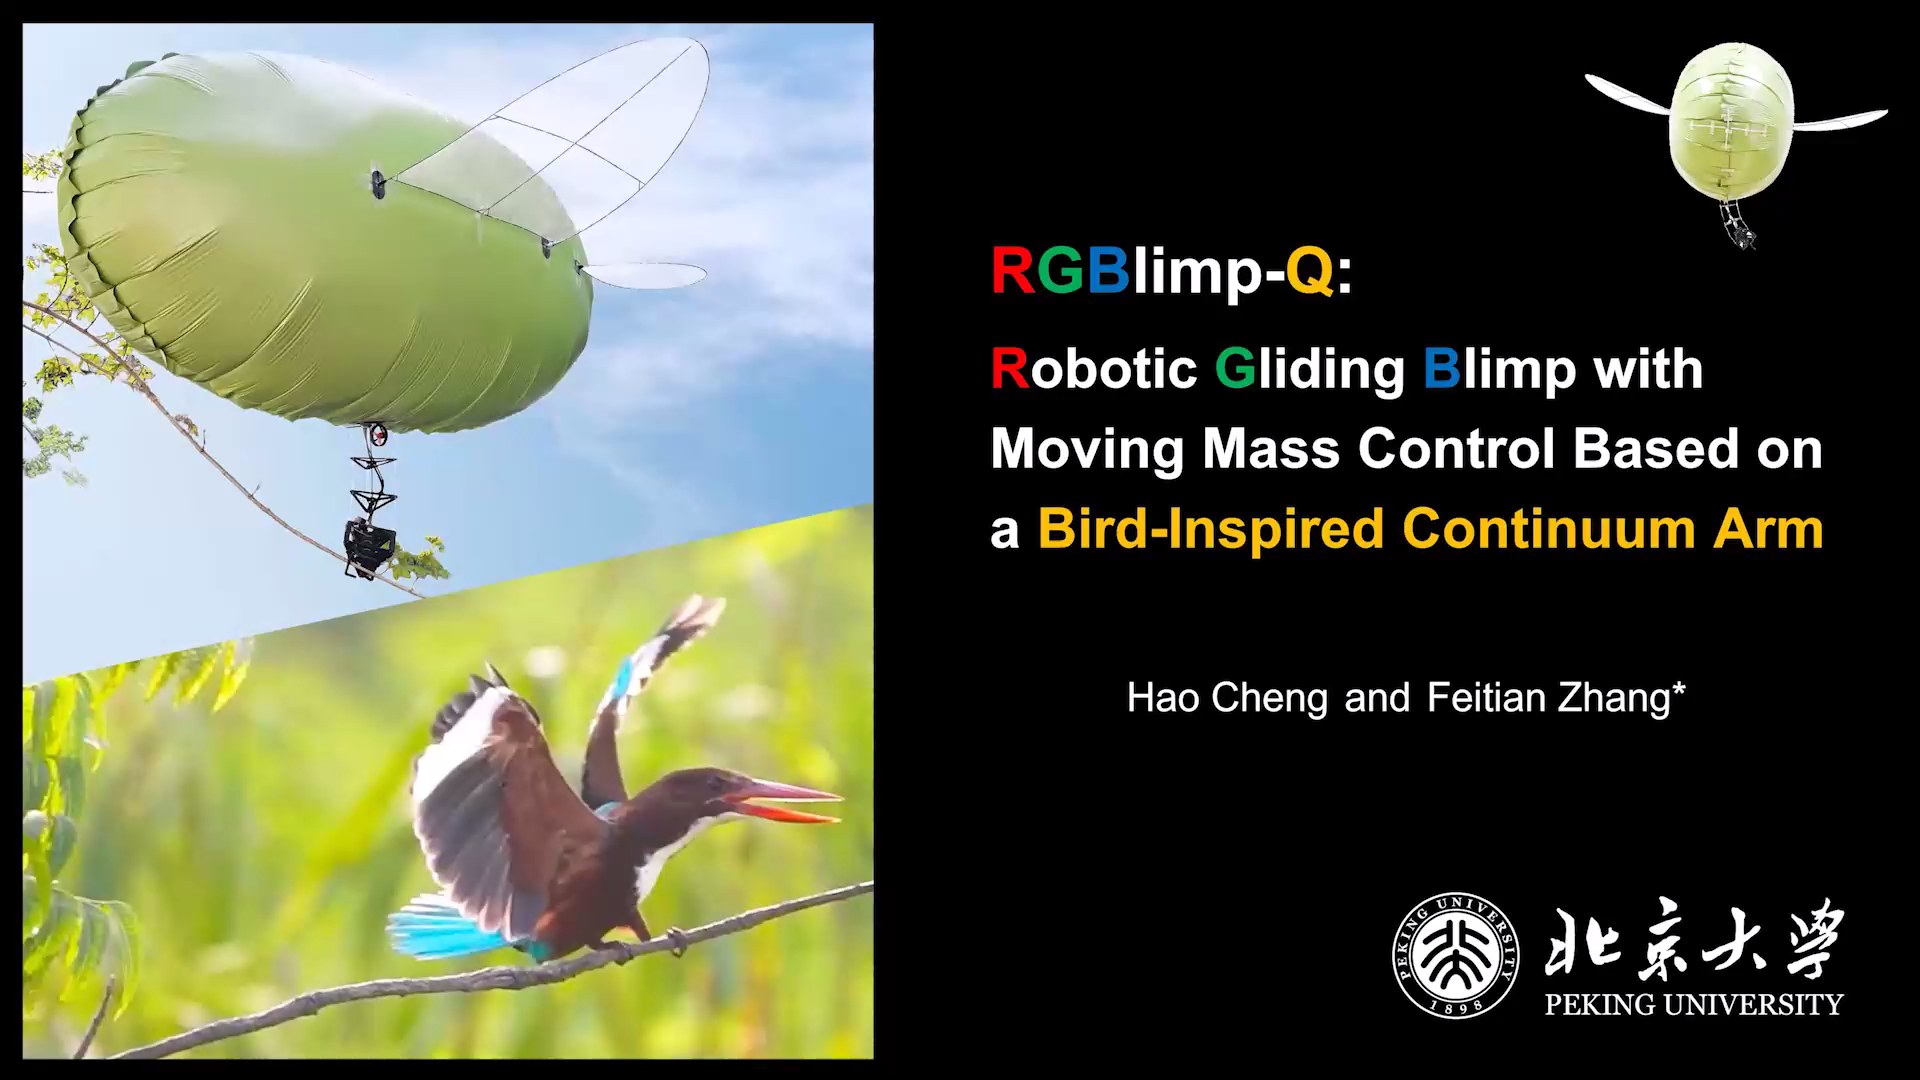 RGBlimp-Q:
Robotic Gliding Blimp with
Moving Mass Control Based on
a Bird-Inspired Continuum Arm
Hao Cheng and Feitian Zhang*
PEKING UNIVERSITY
1898
北京大学
PEKING UNIVERSITY